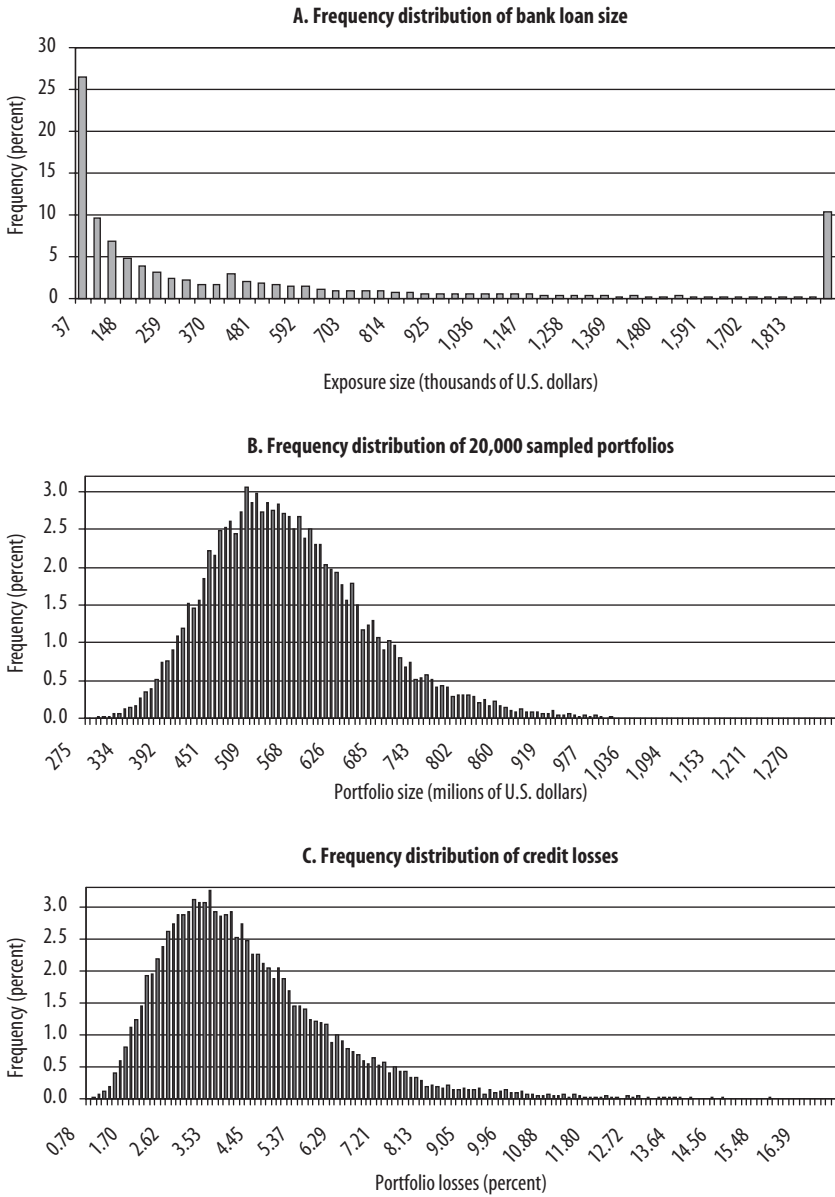 A. Frequency distribution of bank loan size
30
25
20
15
10
5
0
Frequency (percent)
37 148 259 370 481 592 703 814 925 1,036 1,147 1,258 1,369 1,480 1,591 1,702 1,813
Exposure size (thousands of U.S. dollars)
B. Frequency distribution of 20,000 sampled portfolios
3.0
2.5
2.0
1.5
1.0
0.5
0.0
Frequency (percent)
275 334 392 451 509 568 626 685 743 802 860 919 977 1,036 1,094 1,153 1,211 1,270
Portfolio size (milions of U.S. dollars)
C. Frequency distribution of credit losses
3.0
2.5
2.0
1.5
1.0
0.5
0.0
Frequency (percent)
0.78 1.70 2.62 3.53 4.45 5.37 6.29 7.21 8.13 9.05 9.96 10.88 11.80 12.72 13.64 14.56 15.48 16.39
Portfolio losses (percent)